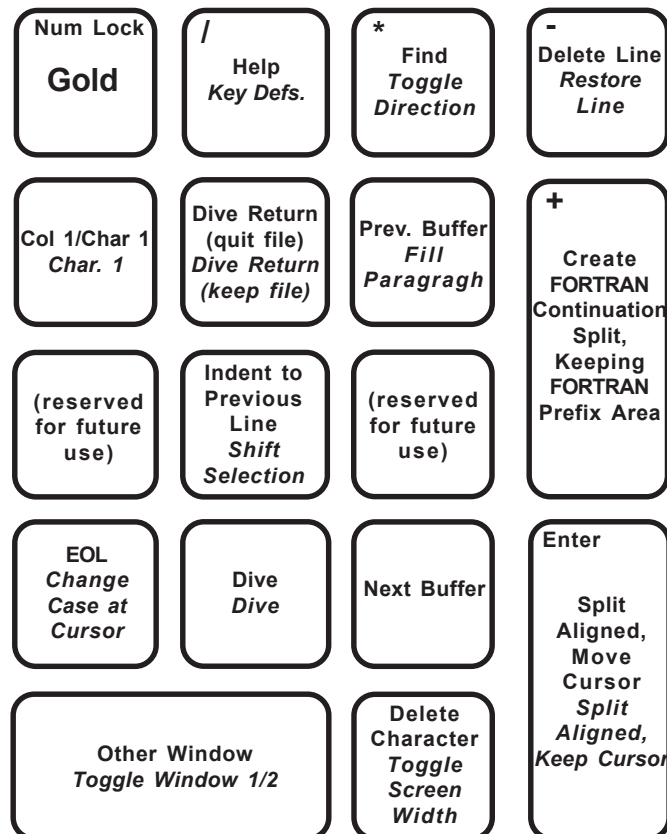 Num Lock
Gold
/
Help
Key Defs.
*
Find
Toggle
Direction
-
Delete Line
Restore
Line
Col 1/Char 1
Char. 1
Dive Return
(quit file)
Dive Return
(keep file)
Prev. Buffer
Fill
Paragragh
+
Create
FORTRAN
Continuation
Split,
Keeping
FORTRAN
Prefix Area
(reserved
for future
use)
Indent to
Previous
Line
Shift
Selection
(reserved
for future
use)
EOL
Change
Case at
Cursor
Dive
Dive
Next Buffer
Enter
Split
Aligned,
Move
Cursor
Split
Aligned,
Keep Cursor
Other Window
Toggle Window 1/2
Delete
Character
Toggle
Screen
Width